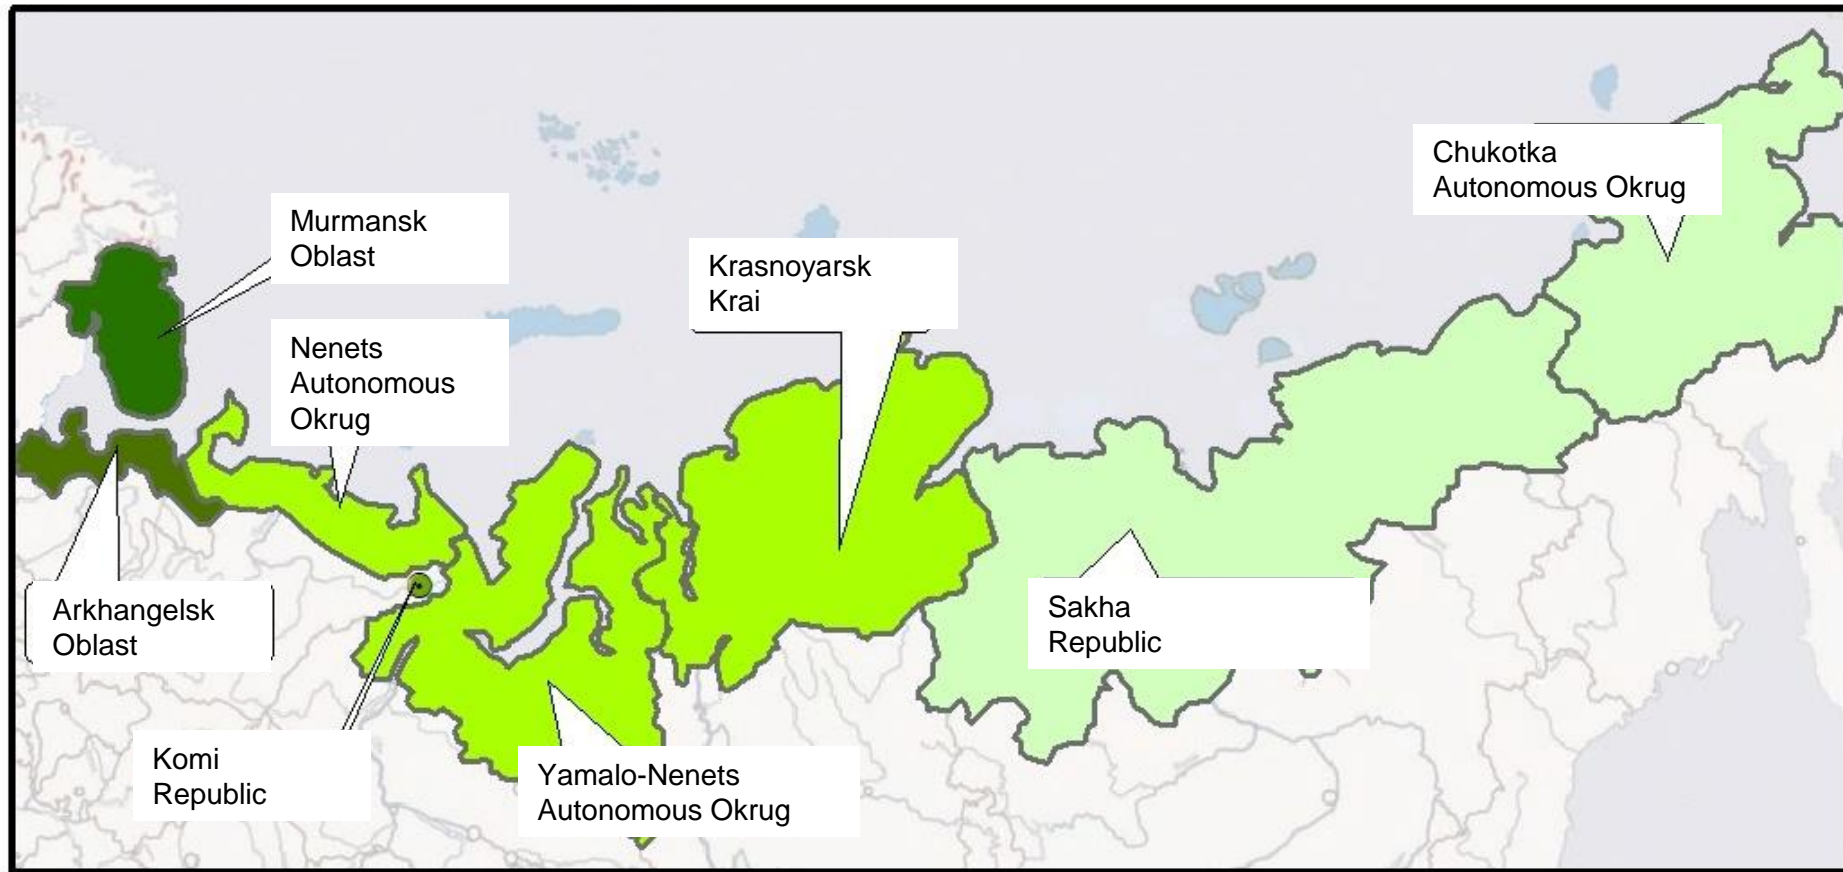 Chukotka
Autonomous Okrug
Murmansk
Oblast
Krasnoyarsk
Krai
Nenets
Autonomous
Okrug
Arkhangelsk
Oblast
Sakha
Republic
Komi
Republic
Yamalo-Nenets
Autonomous Okrug